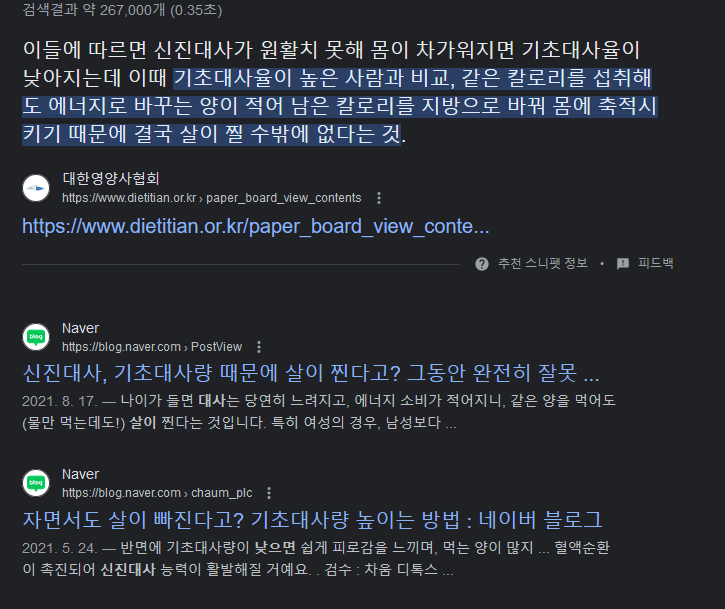 검색결과 약 267,000개 (0.35초)
이들에 따르면 신진대사가 원활치 못해 몸이 차가워지면 기초대사율이
낮아지는데 이때 기초대사율이 높은 사람과 비교, 같은 칼로리를 섭취해
도 에너지로 바꾸는 양이 적어 남은 칼로리를 지방으로 바꿔 몸에 축적시
키기 때문에 결국 살이 찔 수밖에 없다는 것.
대한영양사협회
https://www.dietitian.or.kr › paper_board_view_contents
https://www.dietitian.or.kr/paper_board_view_conte...
추천 스니펫 정보 • 피드백
blog
Naver
https://blog.naver.com › PostView
신진대사, 기초대사량 때문에 살이 찐다고? 그동안 완전히 잘못 ...
2021. 8. 17. — 나이가 들면 대사는 당연히 느려지고, 에너지 소비가 적어지니, 같은 양을 먹어도
(물만 먹는데도!) 살이 찐다는 것입니다. 특히 여성의 경우, 남성보다 ...
blog
Naver
https://blog.naver.com › chaum_plc
자면서도 살이 빠진다고? 기초대사량 높이는 방법 : 네이버 블로그
2021. 5. 24. — 반면에 기초대사량이 낮으면 쉽게 피로감을 느끼며, 먹는 양이 많지 ... 혈액순환
이 촉진되어 신진대사 능력이 활발해질 거예요. . 검수 : 차움 디톡스 ...